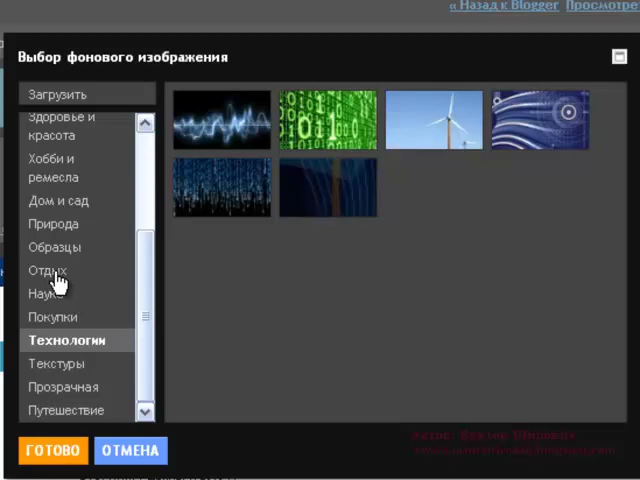 « Назад к Blogger Просмотре
Выбор фонового изображения
Загрузить
Здоровье и
красота
Хобби и
ремесла
Дом и сад
Природа
Образцы
Отдых
Наука
Покупки
Технологии
Текстуры
Прозрачная
Путешествие
ГОТОВО
ОТМЕНА